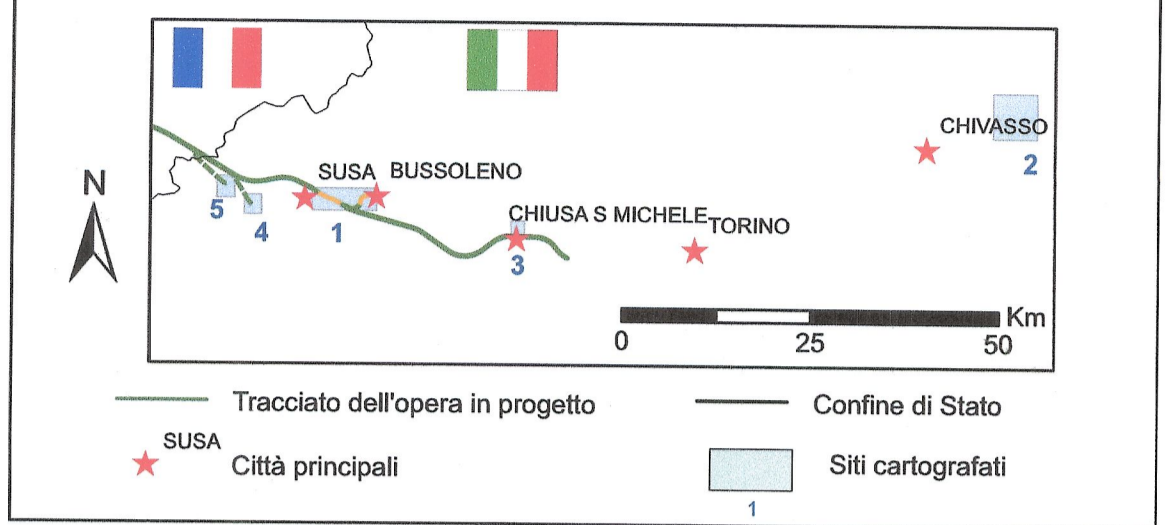 CHIVASSO
2
N
SUSA BUSSOLENO
5
4
1
CHIUSA S MICHELE
TORINO
3
Km
0 25 50
Tracciato dell'opera in progetto
Confine di Stato
SUSA
Città principali
Siti cartografati
1